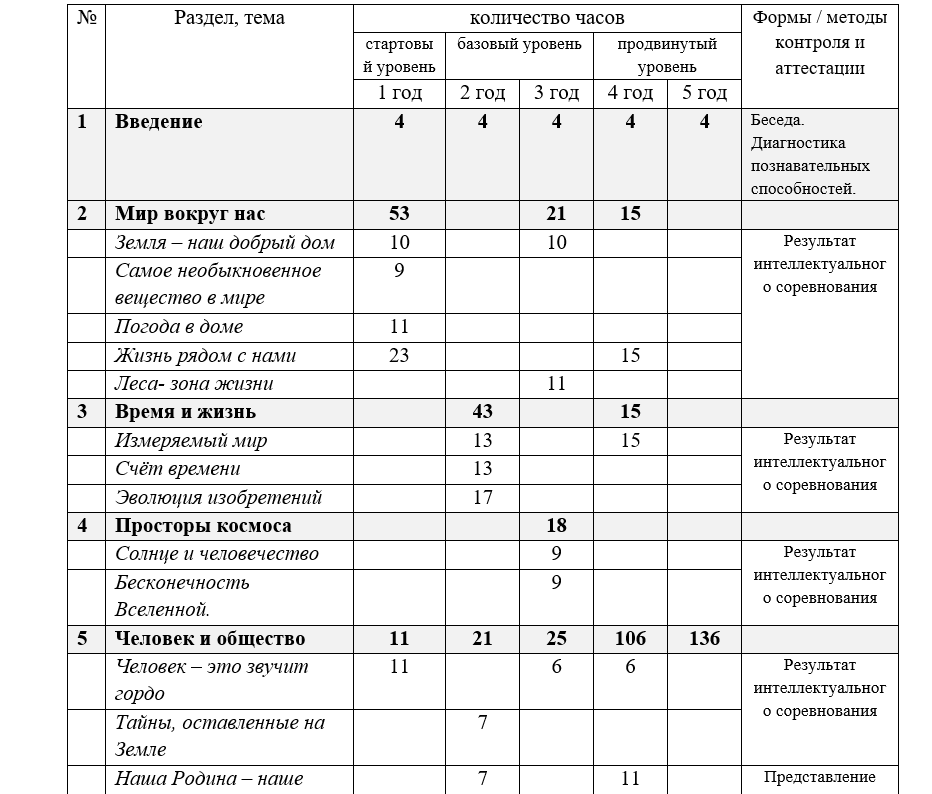 № Раздел, тема количество часов Формы / методы
контроля и
аттестации
стартовы базовый уровень продвинутый
й уровень уровень
1 год 2 год 3 год 4 год 5 год
1 Введение 4 4 4 4 4 Беседа.
Диагностика
познавательных
способностей.
2 Мир вокруг нас 53 21 15
Земля – наш добрый дом 10 10 Результат
интеллектуальног
о соревнования
Самое необыкновенное 9
вещество в мире
Погода в доме 11
Жизнь рядом с нами 23 15
Леса- зона жизни 11
3 Время и жизнь 43 15
Измеряемый мир 13 15 Результат
интеллектуальног
о соревнования
Счёт времени 13
Эволюция изобретений 17
4 Просторы космоса 18
Солнце и человечество 9 Результат
интеллектуальног
о соревнования
Бесконечность 9
Вселенной.
5 Человек и общество 11 21 25 106 136
Человек – это звучит 11 6 6 Результат
гордо
интеллектуальног
о соревнования
Тайны, оставленные на 7
Земле
Наша Родина – наше 7 11 Представление